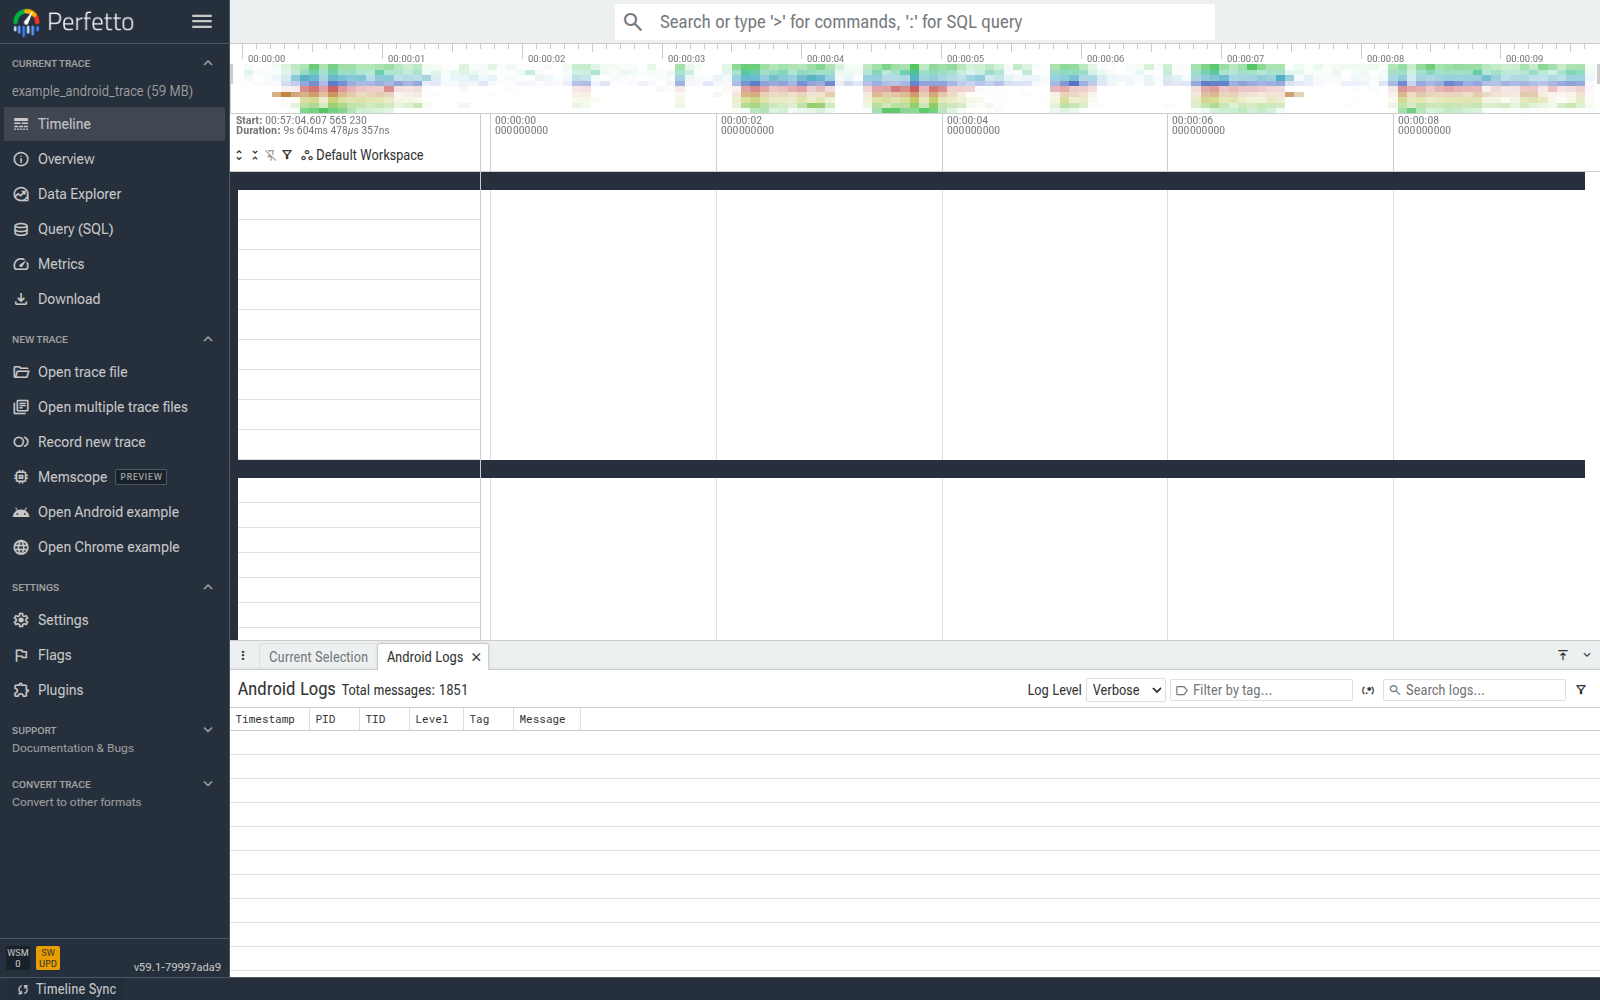 Perfetto
Search or type '>' for commands, ':' for SQL query
CURRENT TRACE
example_android_trace (59 MB)
Timeline
Overview
Data Explorer
Query (SQL)
Metrics
Download
NEW TRACE
Open trace file
Open multiple trace files
Record new trace
Memscope PREVIEW
Open Android example
Open Chrome example
SETTINGS
Settings
Flags
Plugins
SUPPORT
Documentation & Bugs
CONVERT TRACE
Convert to other formats
WSM 0
SW UPD
v59.1-79997ada9
Timeline Sync
00:00:00 00:00:01 00:00:02 00:00:03 00:00:04 00:00:05 00:00:06 00:00:07 00:00:08 00:00:09
Start: 00:57:04.607 565 230
Duration: 9s 604ms 478µs 357ns
00:00:00 00:00:02 00:00:04 00:00:06 00:00:08
000000000 000000000 000000000 000000000 000000000
Default Workspace
Current Selection
Android Logs
Android Logs Total messages: 1851
Log Level Verbose Filter by tag... (.*) Search logs...
Timestamp PID TID Level Tag Message